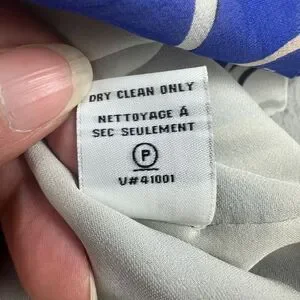 DRY CLEAN ONLY
NETTOYAGE À
SEC SEULEMENT
P
V#41001